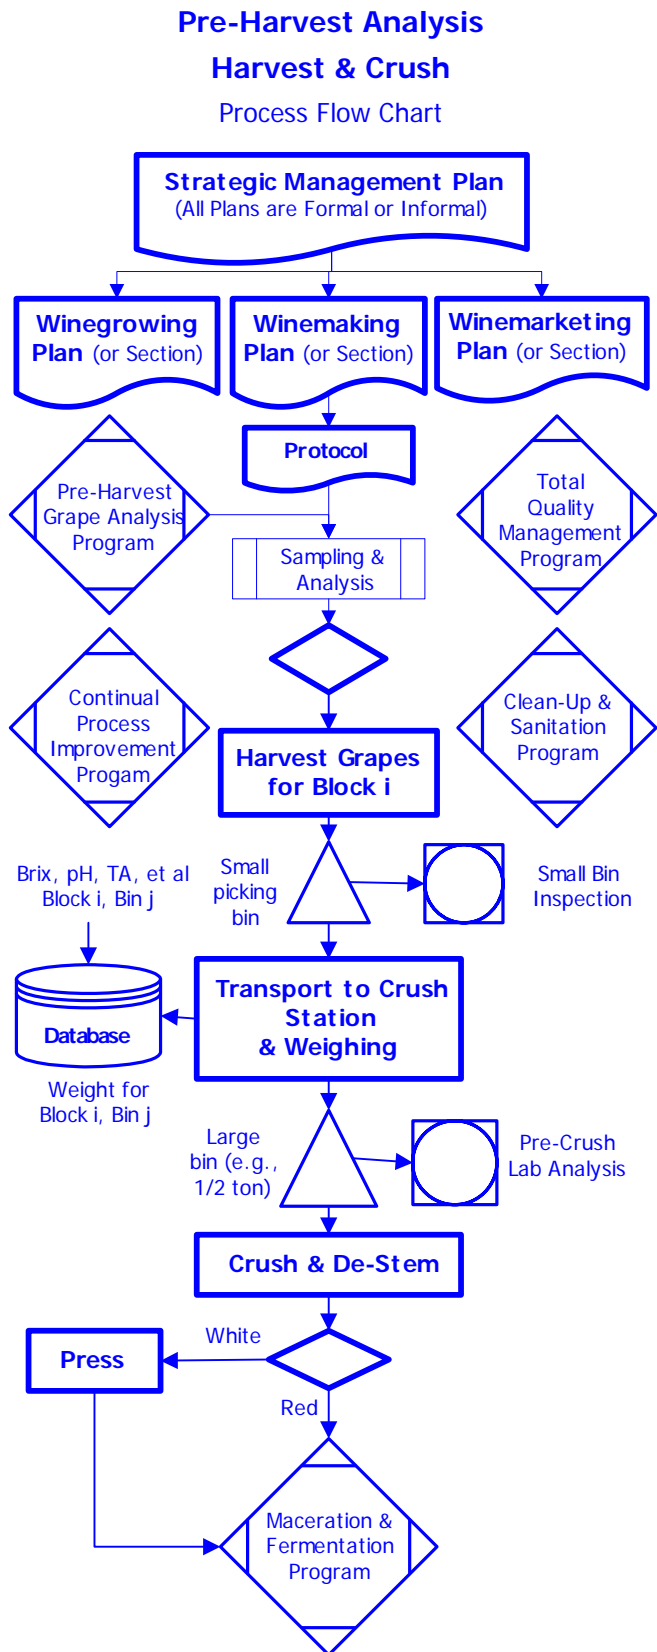 Pre-Harvest Analysis
Harvest & Crush
Process Flow Chart
Strategic Management Plan
(All Plans are Formal or Informal)
Winegrowing
Plan (or Section)
Winemaking
Plan (or Section)
Winemarketing
Plan (or Section)
Protocol
Pre-Harvest
Grape Analysis
Program
Total
Quality
Management
Program
Sampling &
Analysis
Continual
Process
Improvement
Progam
Clean-Up &
Sanitation
Program
Harvest Grapes
for Block i
Brix, pH, TA, et al
Block i, Bin j
Small
picking
bin
Small Bin
Inspection
Transport to Crush
Station
& Weighing
Database
Weight for
Block i, Bin j
Large
bin (e.g.,
1/2 ton)
Pre-Crush
Lab Analysis
Crush & De-Stem
White
Press
Red
Maceration &
Fermentation
Program